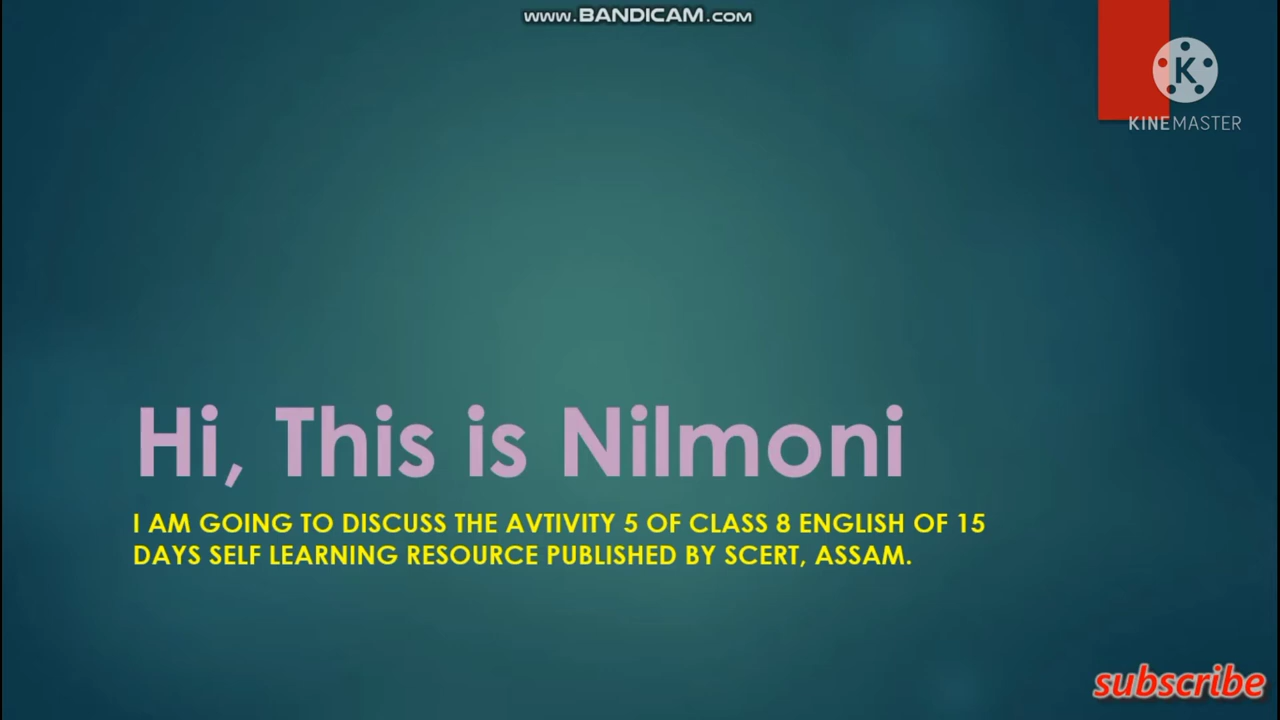 www.BANDICAM.com
K
KINEMASTER
Hi, This is Nilmoni
I AM GOING TO DISCUSS THE AVTIVITY 5 OF CLASS 8 ENGLISH OF 15
DAYS SELF LEARNING RESOURCE PUBLISHED BY SCERT, ASSAM.
subscribe